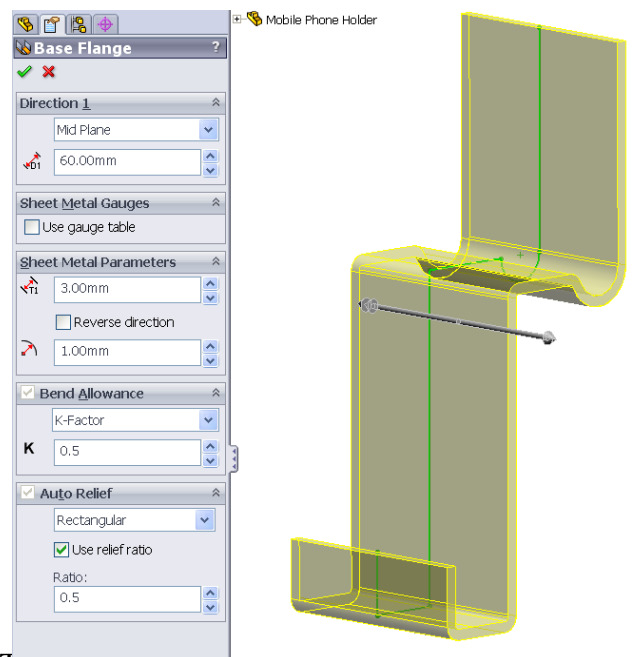 Mobile Phone Holder
Base Flange ?
Direction 1
Mid Plane
D1 60.00mm
Sheet Metal Gauges
Use gauge table
Sheet Metal Parameters
T1 3.00mm
Reverse direction
1.00mm
Bend Allowance
K-Factor
K 0.5
Auto Relief
Rectangular
Use relief ratio
Ratio:
0.5